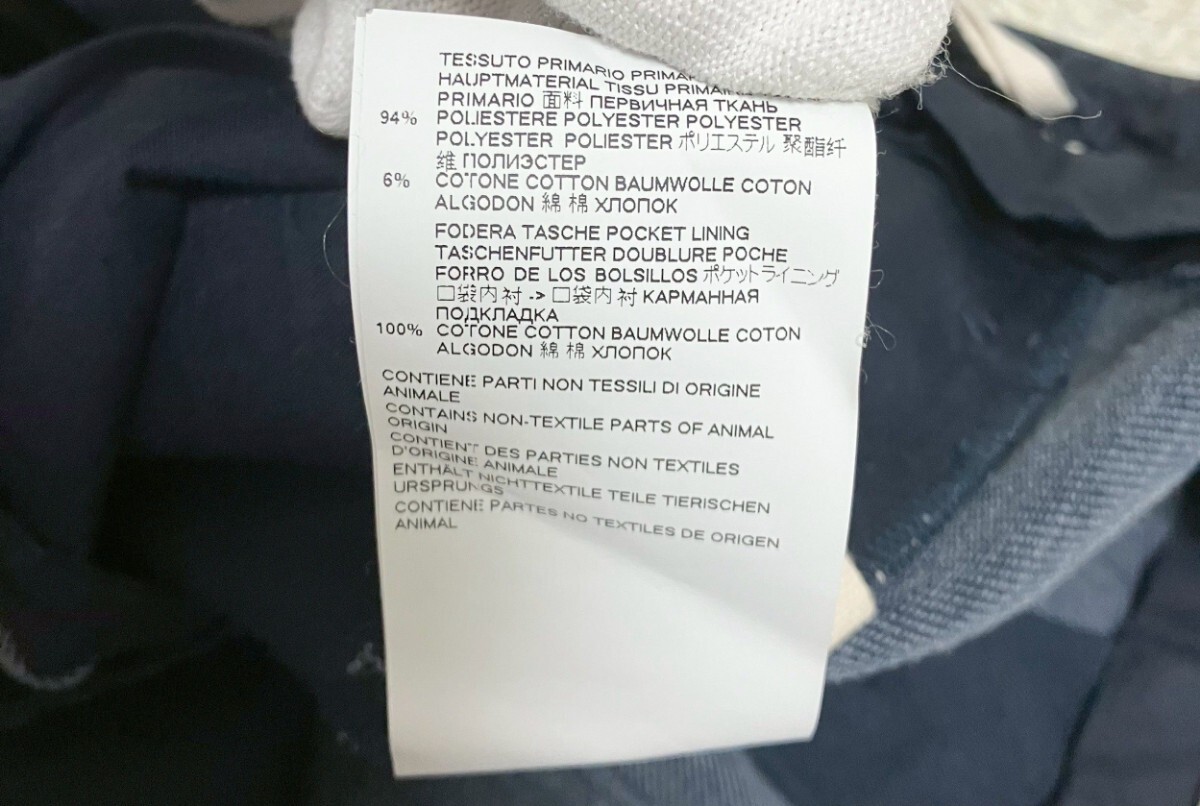 TESSUTO PRIMARIO
HAUPTMATERIAL TISSU
PRIMARIO 面料 ПЕРВИЧНАЯ ТКАНЬ
94% POLIESTERE POLYESTER POLYESTER
POLYESTER POLIESTER ポリエステル 聚酯纤
维 ПОЛИЭСТЕР
6% COTONE COTTON BAUMWOLLE COTON
ALGODON 綿 棉 ХЛОПОК
FODERA TASCHE POCKET LINING
TASCHENFUTTER DOUBLURE POCHE
FORRO DE LOS BOLSILLOS ポケットライニング
口袋内衬 -> 口袋内衬 КАРМАННАЯ
ПОДКЛАДКА
100% COTONE COTTON BAUMWOLLE COTON
ALGODON 綿 棉 ХЛОПОК
CONTIENE PARTI NON TESSILI DI ORIGINE
ANIMALE
CONTAINS NON-TEXTILE PARTS OF ANIMAL
ORIGIN
CONTIENT DES PARTIES NON TEXTILES
D'ORIGINE ANIMALE
ENTHÄLT NICHTTEXTILE TEILE TIERISCHEN
URSPRUNGS
CONTIENE PARTES NO TEXTILES DE ORIGEN
ANIMAL